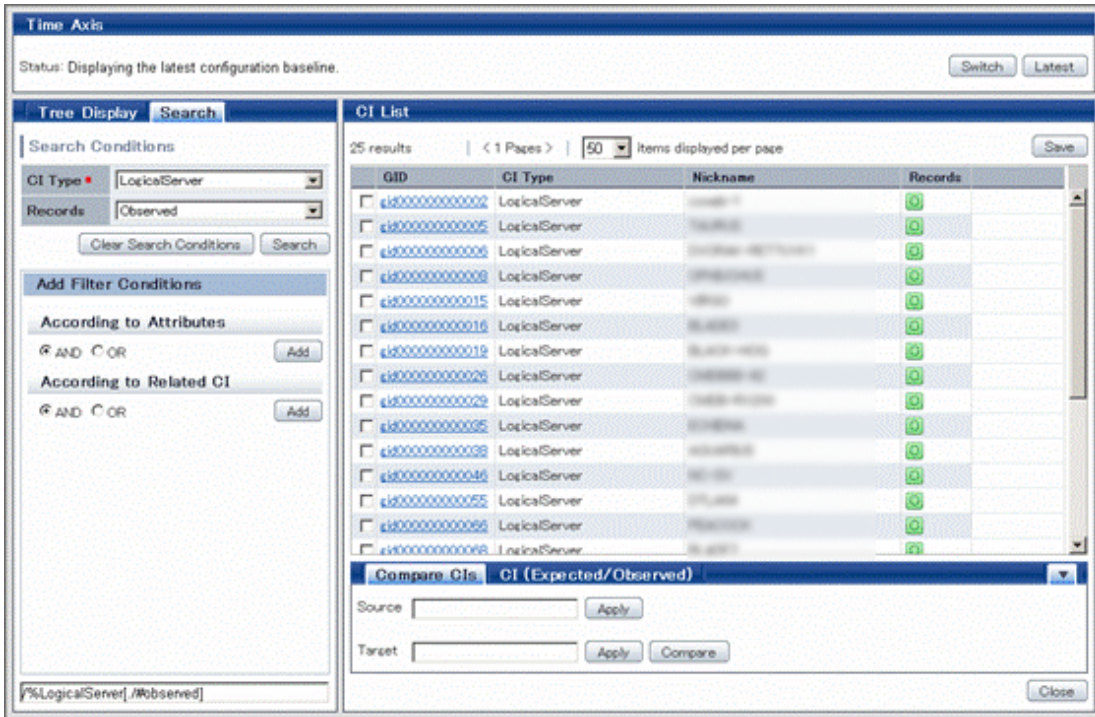 Time Axis
Status: Displaying the latest configuration baseline.
Switch Latest
Tree Display Search
Search Conditions
CI Type * LogicalServer
Records Observed
Clear Search Conditions Search
Add Filter Conditions
According to Attributes
AND OR Add
According to Related CI
AND OR Add
/%LogicalServer[./#observed]
CI List
25 results | < 1 Pages > | 50 items displayed per page Save
GID CI Type Nickname Records
gid000000000002 LogicalServer
gid000000000005 LogicalServer
gid000000000006 LogicalServer
gid000000000008 LogicalServer
gid000000000015 LogicalServer
gid000000000016 LogicalServer
gid000000000019 LogicalServer
gid000000000026 LogicalServer
gid000000000029 LogicalServer
gid000000000035 LogicalServer
gid000000000038 LogicalServer
gid000000000046 LogicalServer
gid000000000055 LogicalServer
gid000000000066 LogicalServer
gid000000000068 LogicalServer
Compare CIs CI (Expected/Observed)
Source Apply
Target Apply Compare
Close